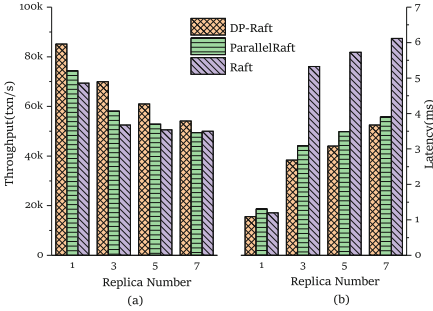 100k
80k
60k
40k
20k
0
Throughput(txn/s)
1 3 5 7
Replica Number
(a)
DP-Raft
ParallelRaft
Raft
7
6
5
4
3
2
1
0
Latency(ms)
1 3 5 7
Replica Number
(b)